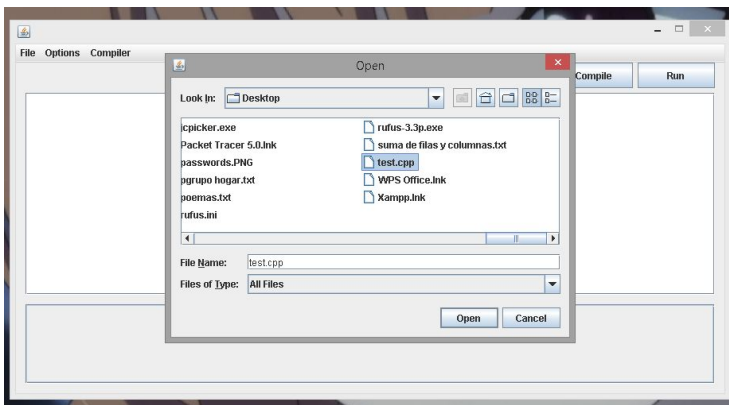 File Options Compiler
Open
Compile Run
Look In: Desktop
jcpicker.exe
Packet Tracer 5.0.lnk
passwords.PNG
pgrupo hogar.txt
poemas.txt
rufus.ini
rufus-3.3p.exe
suma de filas y columnas.txt
test.cpp
WPS Office.lnk
Xampp.lnk
File Name: test.cpp
Files of Type: All Files
Open Cancel